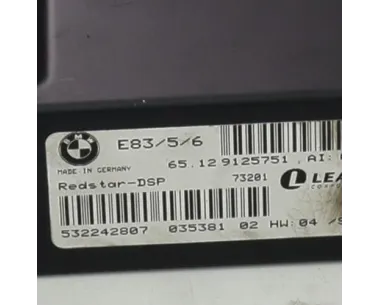 BMW
E83/5/6
MADE IN GERMANY
65.12 9125751 , AI:
Redstar-DSP 73201 LEA
532242807 035381 02 HW:04 /S